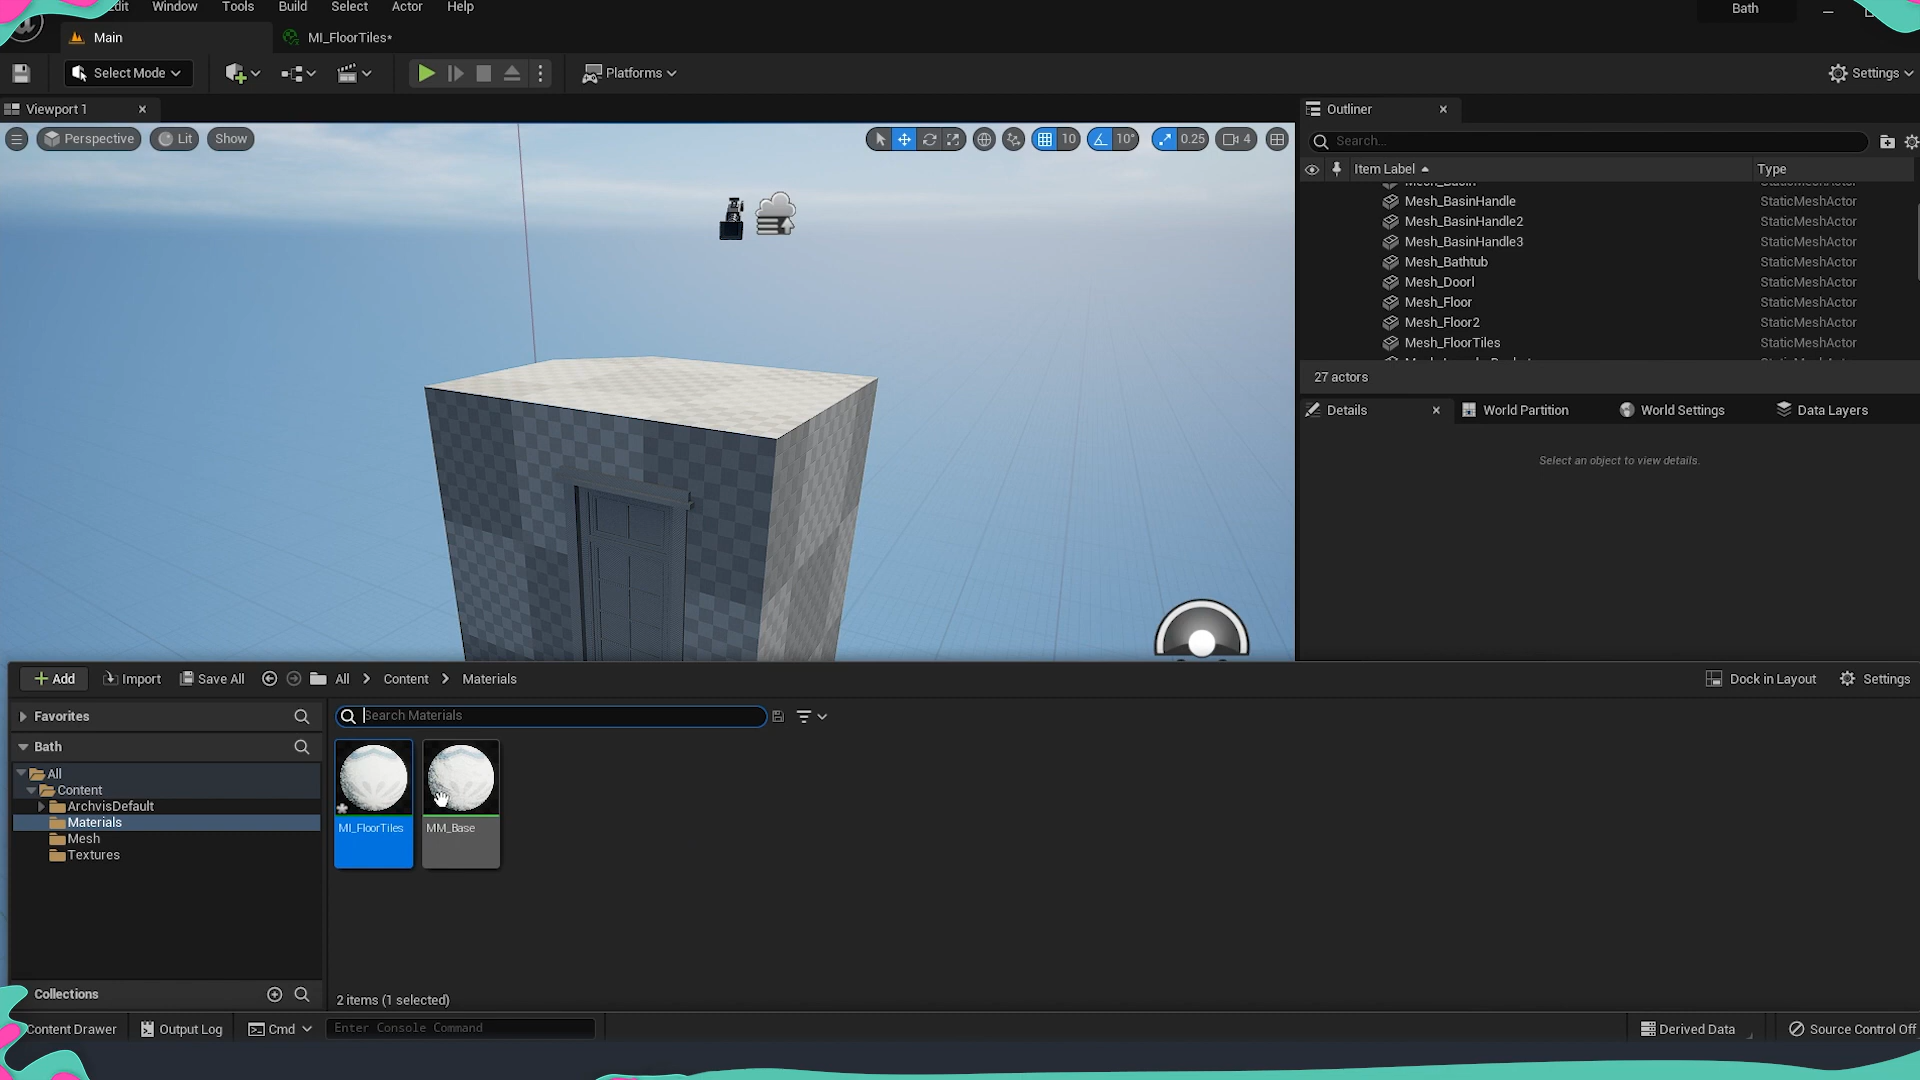 Window Tools Build Select Actor Help Bath
Main MI_FloorTiles*
Select Mode Platforms Settings
Viewport 1 Outliner
Perspective Lit Show 10 10° 0.25 4 Search...
Item Label Type
Mesh_BasinHandle StaticMeshActor
Mesh_BasinHandle2 StaticMeshActor
Mesh_BasinHandle3 StaticMeshActor
Mesh_Bathtub StaticMeshActor
Mesh_Doorl StaticMeshActor
Mesh_Floor StaticMeshActor
Mesh_Floor2 StaticMeshActor
Mesh_FloorTiles StaticMeshActor
27 actors
Details World Partition World Settings Data Layers
Select an object to view details.
Add Import Save All All Content Materials Dock in Layout Settings
Favorites Search Materials
Bath
All
Content
ArchvisDefault
Materials
Mesh
Textures
MI_FloorTiles MM_Base
Collections 2 items (1 selected)
Content Drawer Output Log Cmd Enter Console Command Derived Data Source Control Off